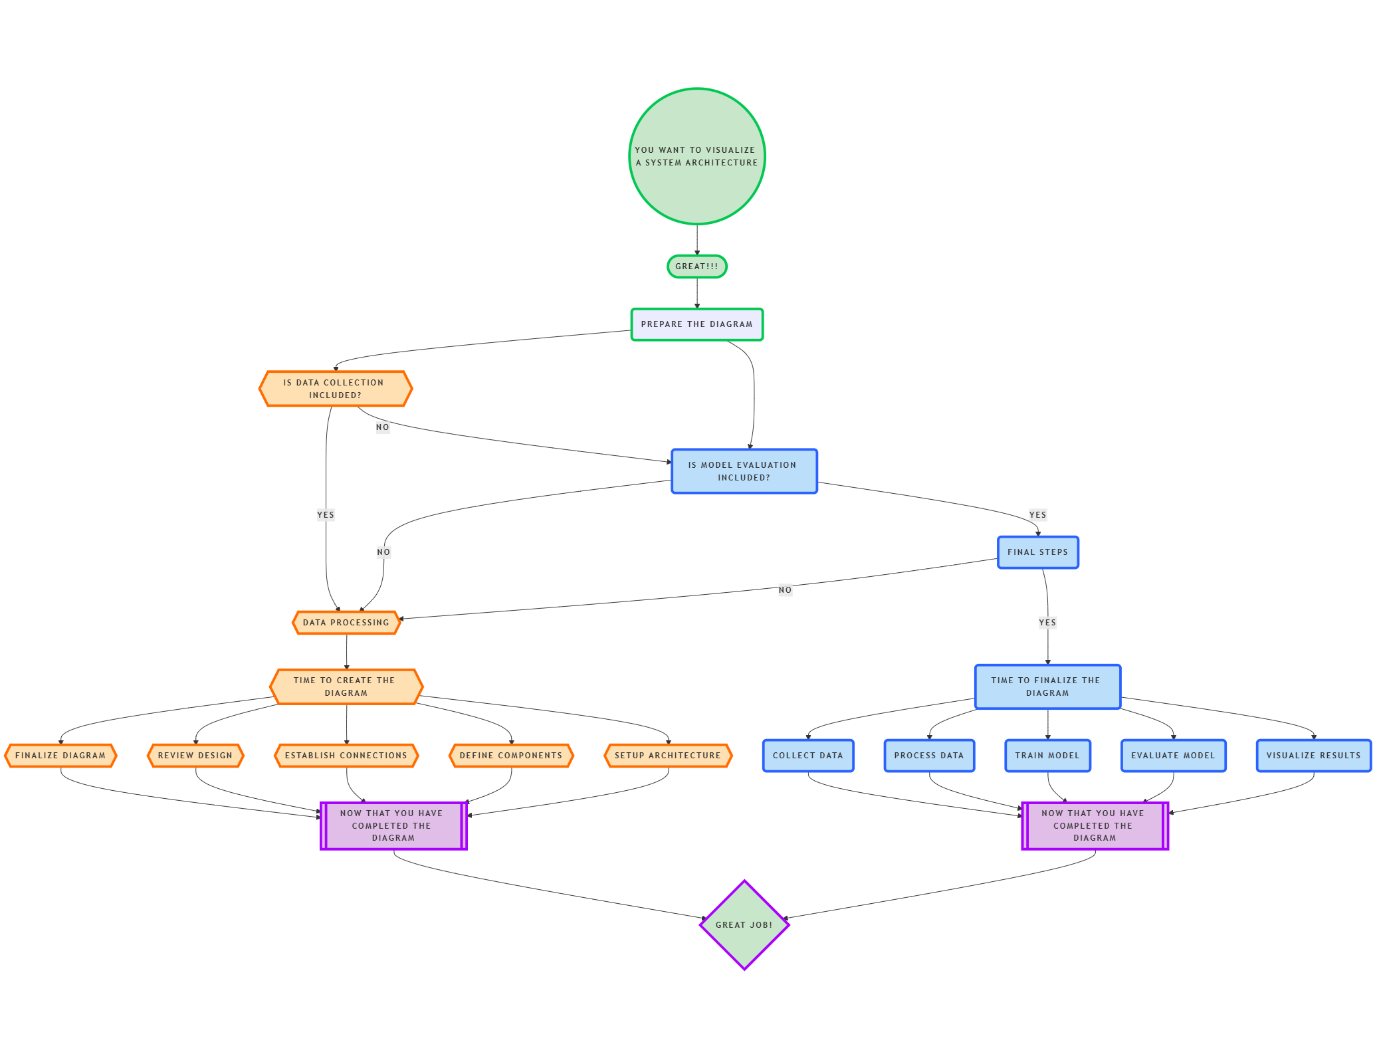 YOU WANT TO VISUALIZE
A SYSTEM ARCHITECTURE
GREAT!!!
PREPARE THE DIAGRAM
IS DATA COLLECTION
INCLUDED?
NO
IS MODEL EVALUATION
INCLUDED?
YES
YES
NO
FINAL STEPS
NO
DATA PROCESSING
YES
TIME TO CREATE THE
DIAGRAM
TIME TO FINALIZE THE
DIAGRAM
FINALIZE DIAGRAM
REVIEW DESIGN
ESTABLISH CONNECTIONS
DEFINE COMPONENTS
SETUP ARCHITECTURE
COLLECT DATA
PROCESS DATA
TRAIN MODEL
EVALUATE MODEL
VISUALIZE RESULTS
NOW THAT YOU HAVE
COMPLETED THE
DIAGRAM
NOW THAT YOU HAVE
COMPLETED THE
DIAGRAM
GREAT JOB!